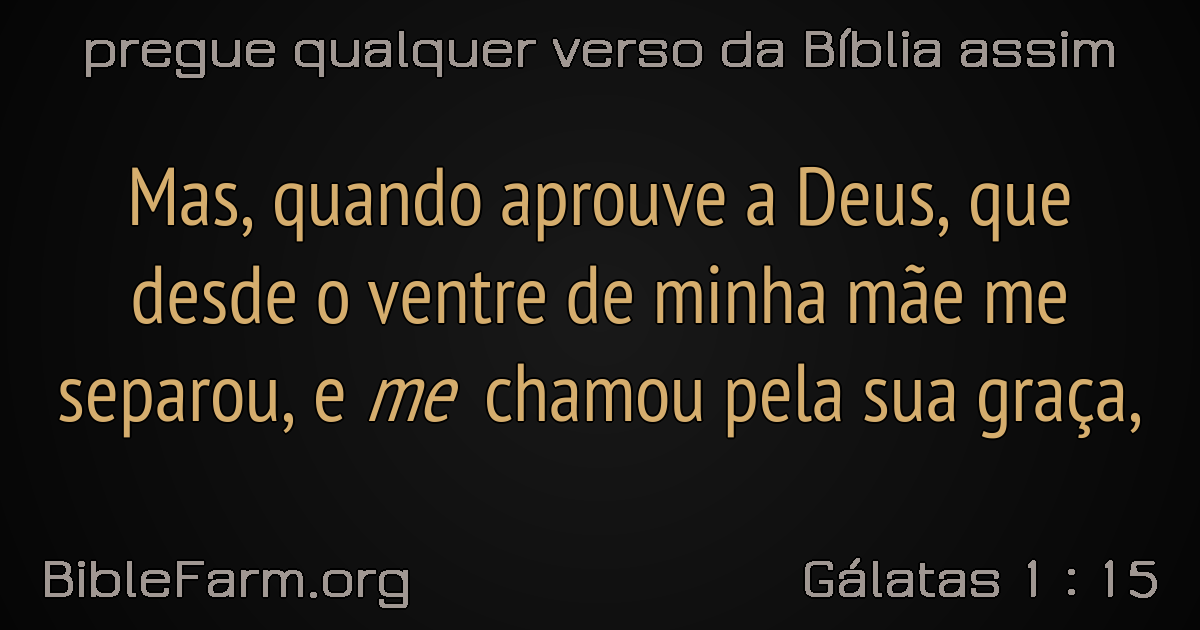 pregue qualquer verso da Bíblia assim
Mas, quando aprouve a Deus, que
desde o ventre de minha mãe me
separou, e me chamou pela sua graça,
BibleFarm.org
Gálatas 1 : 15